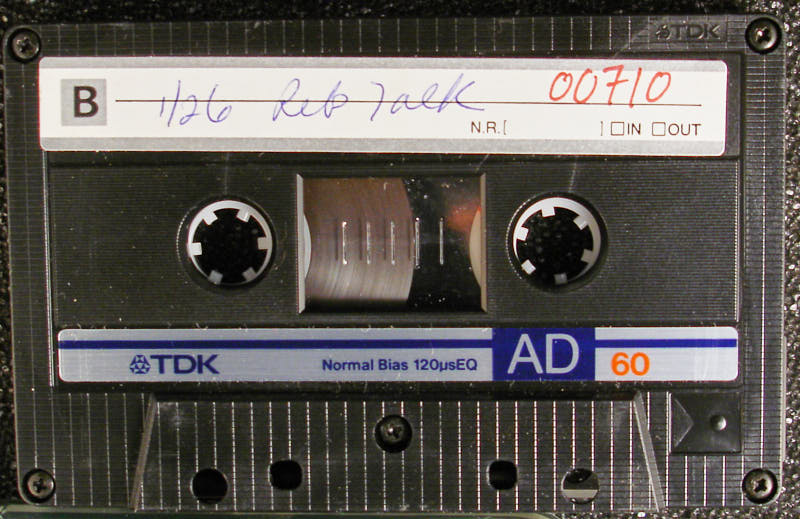 TDK
B 1/26 Reb Talk 00710
N.R.[ ] IN OUT
TDK Normal Bias 120µsEQ AD 60